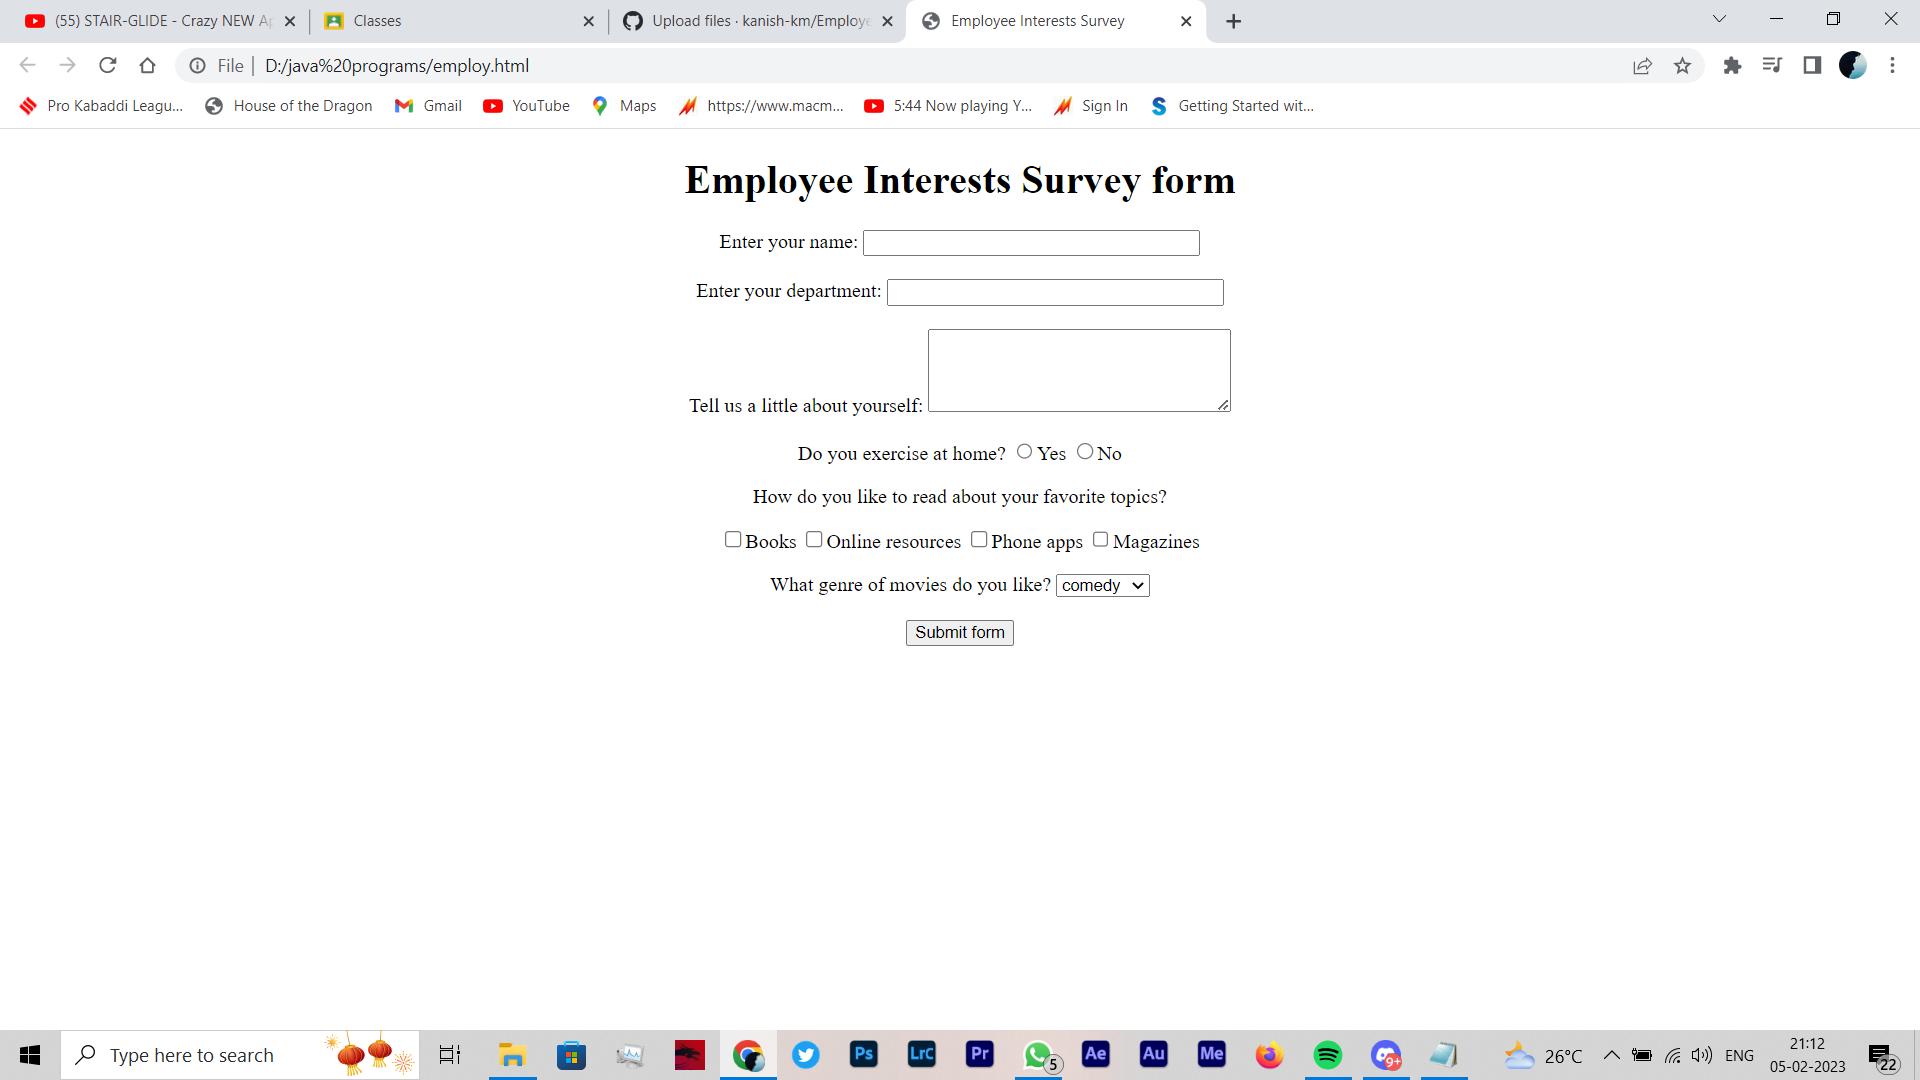 (55) STAIR-GLIDE - Crazy NEW Ap
Classes
Upload files · kanish-km/Employe
Employee Interests Survey
File
D:/java%20programs/employ.html
Pro Kabaddi Leagu...
House of the Dragon
Gmail
YouTube
Maps
https://www.macm...
5:44 Now playing Y...
Sign In
Getting Started wit...
Employee Interests Survey form
Enter your name:
Enter your department:
Tell us a little about yourself:
Do you exercise at home? Yes No
How do you like to read about your favorite topics?
Books Online resources Phone apps Magazines
What genre of movies do you like? comedy
Submit form
Type here to search
Ps
LrC
Pr
5
Ae
Au
Me
9+
26°C
ENG
21:12
05-02-2023
22